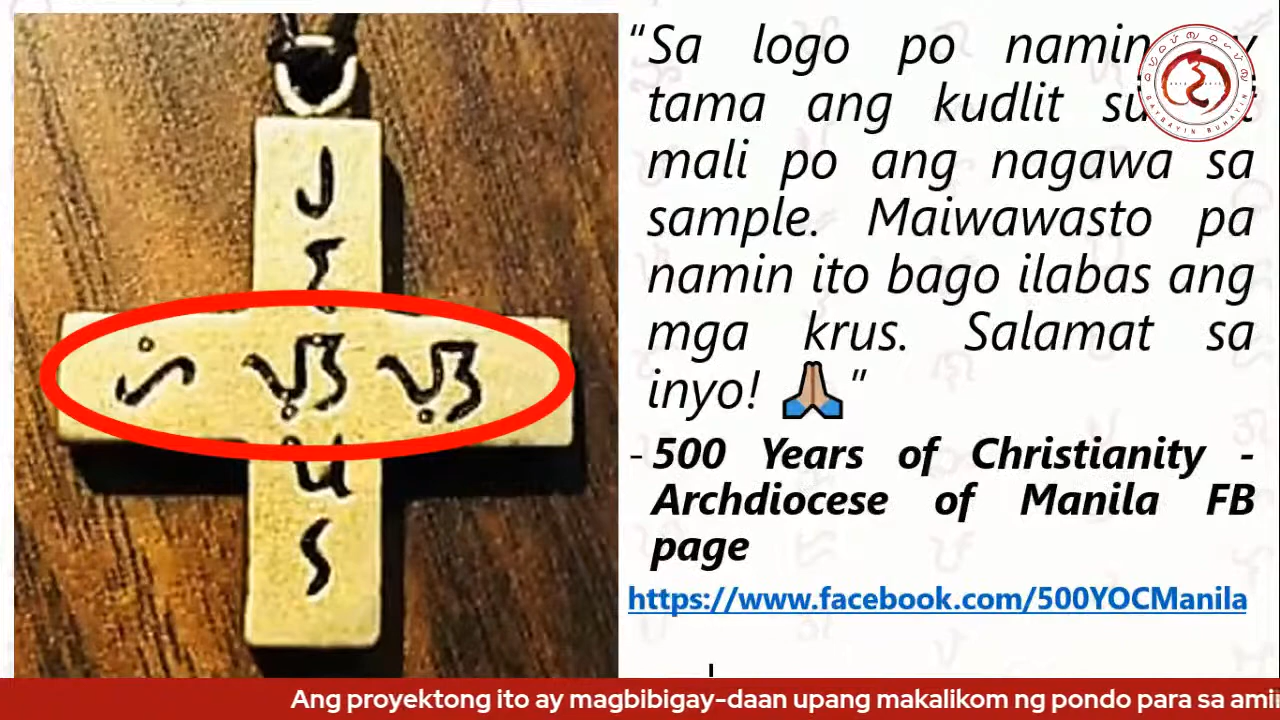 J
E
ᜑᜒ ᜐᜓ ᜐᜓ
U
S
“Sa logo po namin
tama ang kudlit
mali po ang nagawa sa
sample. Maiwawasto pa
namin ito bago ilabas ang
mga krus. Salamat sa
inyo! 🙏”
- 500 Years of Christianity -
Archdiocese of Manila FB
page
https://www.facebook.com/500YOCManila
BAYBAYIN BUHAYIN
Ang proyektong ito ay magbibigay-daan upang makalikom ng pondo para sa